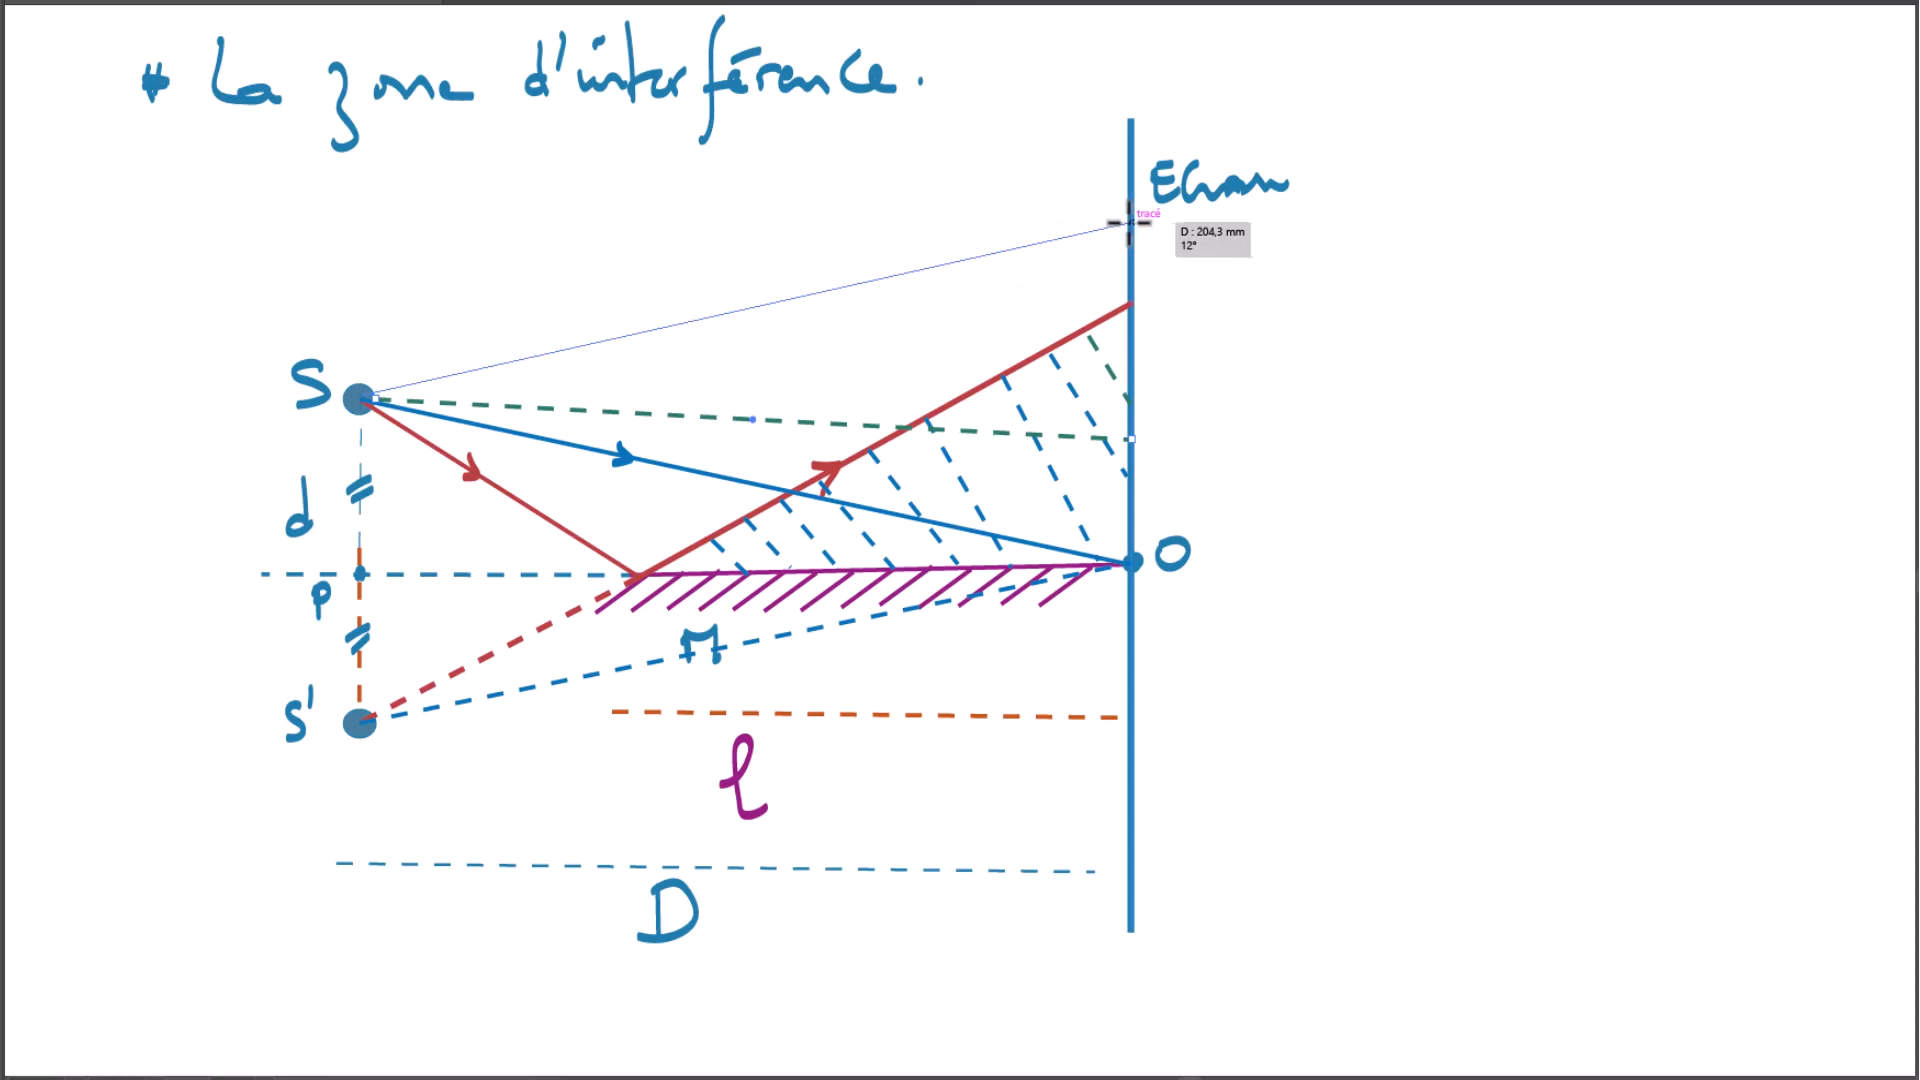 * La zone d'interférence.
Ecran
tracé
D : 204,3 mm
12°
S
d
O
P
M
S'
l
D